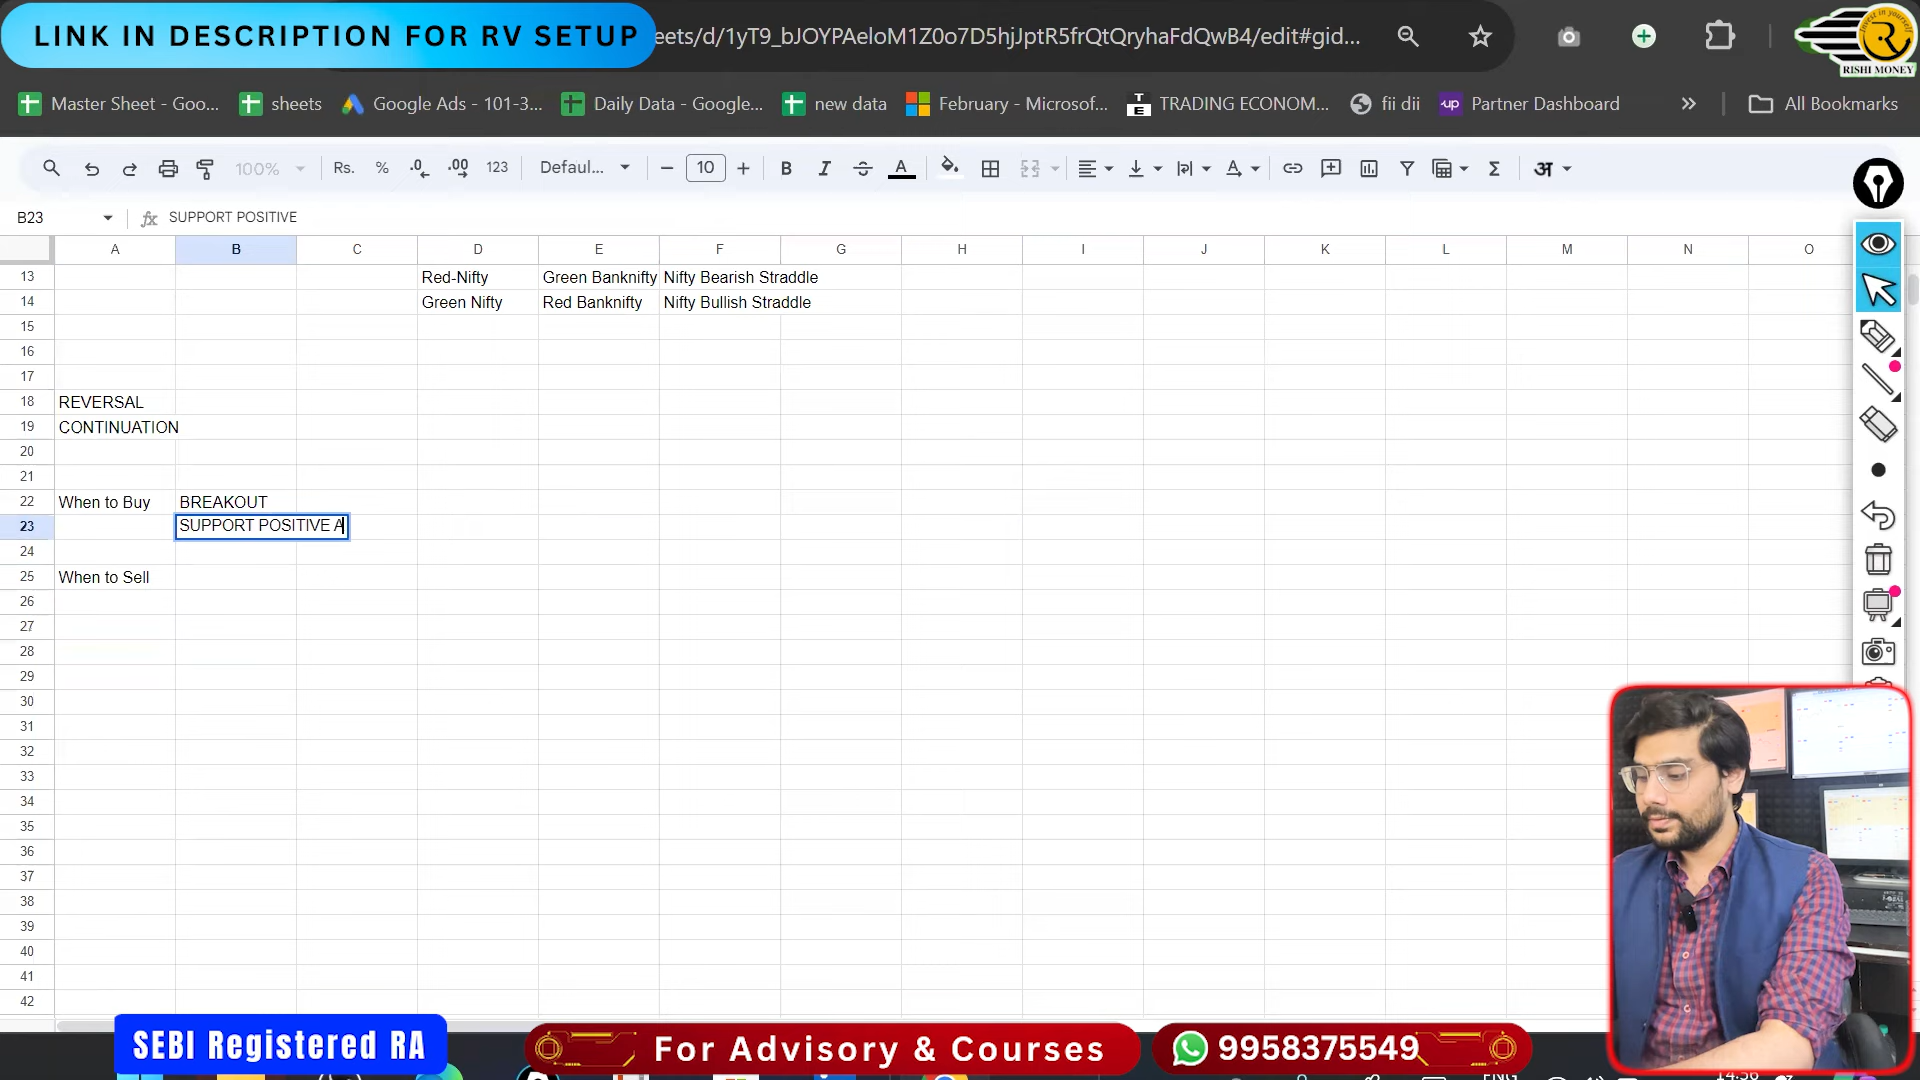 LINK IN DESCRIPTION FOR RV SETUP
eets/d/1yT9_bJOYPAeloM1Z0o7D5hjJptR5frQtQryhaFdQwB4/edit#gid...
RISHI MONEY
Master Sheet - Goo...
sheets
Google Ads - 101-3...
Daily Data - Google...
new data
February - Microsof...
TE
TRADING ECONOM...
fii dii
up
Partner Dashboard
All Bookmarks
100%
Rs.
%
.0
.00
123
Defaul...
10
B
I
A
A
Σ
अ
B23
fx
SUPPORT POSITIVE
A B C D E F G H I J K L M N O
13 Red-Nifty Green Banknifty Nifty Bearish Straddle
14 Green Nifty Red Banknifty Nifty Bullish Straddle
15
16
17
18 REVERSAL
19 CONTINUATION
20
21
22 When to Buy BREAKOUT
23 SUPPORT POSITIVE A
24
25 When to Sell
26
27
28
29
30
31
32
33
34
35
36
37
38
39
40
41
42
SEBI Registered RA
For Advisory & Courses
9958375549